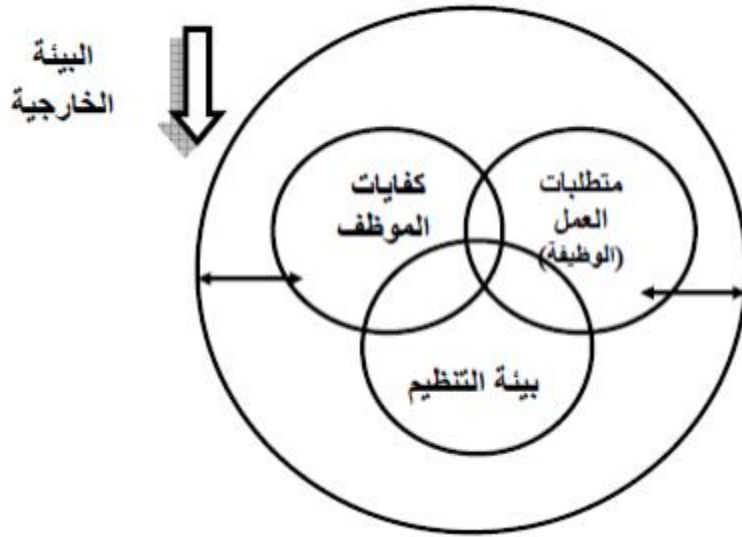 البيئة
الخارجية
متطلبات
العمل
(الوظيفة)
كفايات
الموظف
بيئة التنظيم